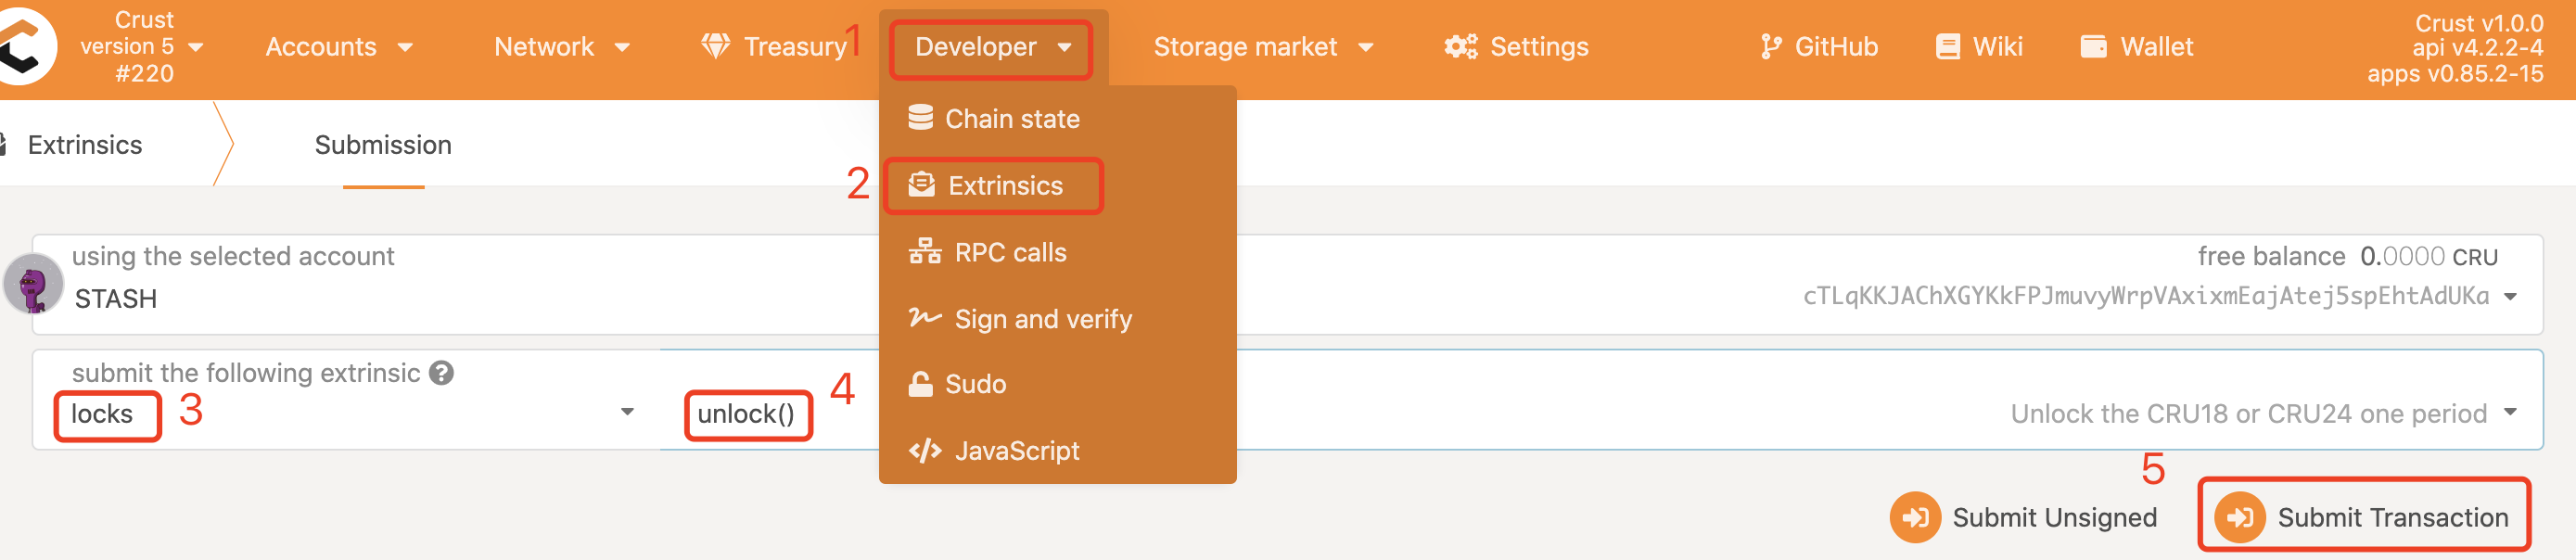 Crust
version 5
#220
Accounts
Network
Treasury
1
Developer
Storage market
Settings
GitHub
Wiki
Wallet
Crust v1.0.0
api v4.2.2-4
apps v0.85.2-15
Extrinsics
Submission
Chain state
2
Extrinsics
RPC calls
Sign and verify
Sudo
JavaScript
using the selected account
STASH
free balance 0.0000 CRU
cTLqKKJAChXGYKkFPJmuvyWrpVAxixmEajAtej5spEhtAdUKa
submit the following extrinsic ?
locks
3
unlock()
4
Unlock the CRU18 or CRU24 one period
5
Submit Unsigned
Submit Transaction